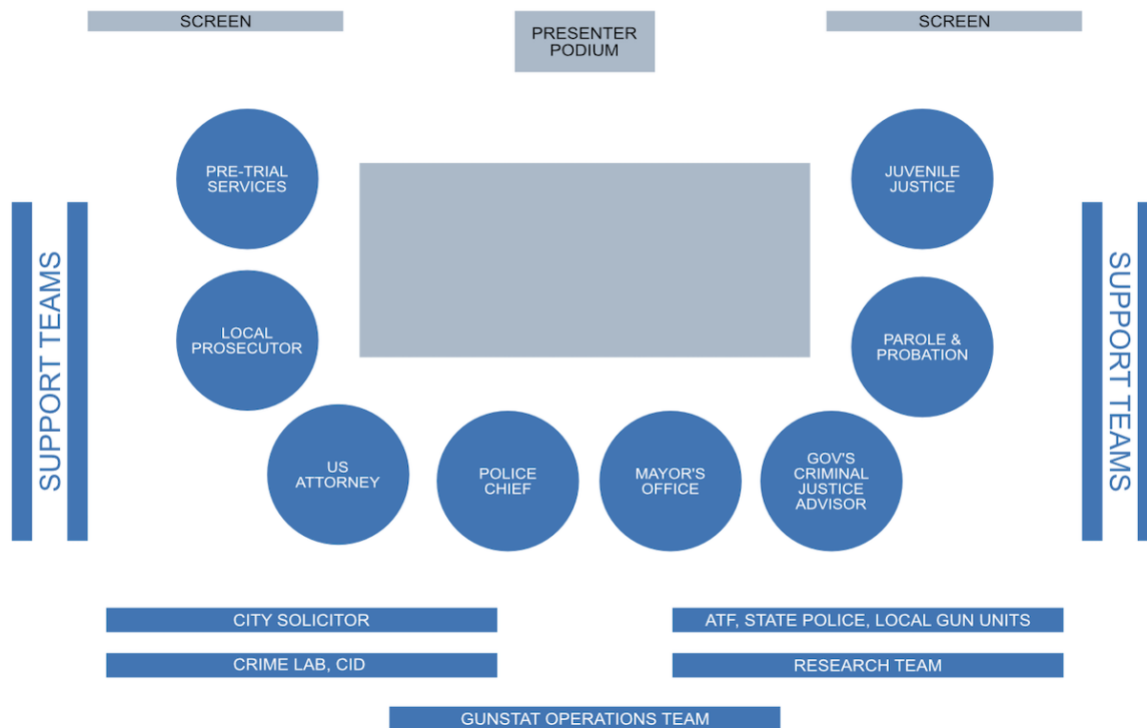 SCREEN
PRESENTER
PODIUM
SCREEN
PRE-TRIAL
SERVICES
JUVENILE
JUSTICE
SUPPORT TEAMS
LOCAL
PROSECUTOR
PAROLE &
PROBATION
SUPPORT TEAMS
US
ATTORNEY
POLICE
CHIEF
MAYOR'S
OFFICE
GOV'S
CRIMINAL
JUSTICE
ADVISOR
CITY SOLICITOR
ATF, STATE POLICE, LOCAL GUN UNITS
CRIME LAB, CID
RESEARCH TEAM
GUNSTAT OPERATIONS TEAM